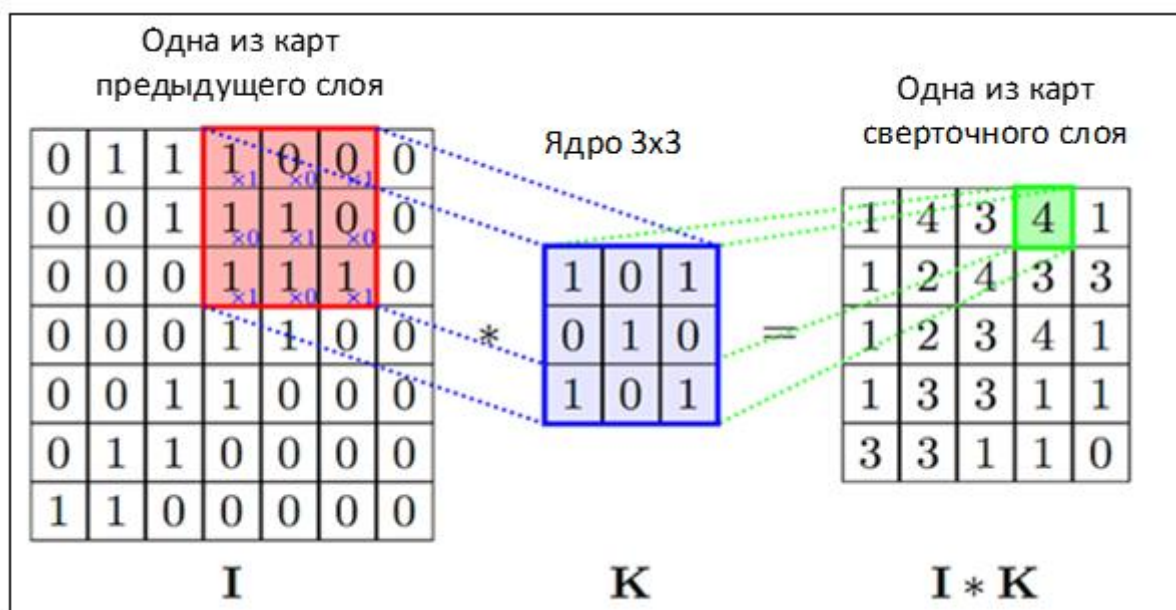 Одна из карт
предыдущего слоя
Ядро 3х3
Одна из карт
сверточного слоя
0 1 1 1 0 0 0
×1 ×0 ×1
0 0 1 1 1 0 0
×0 ×1 ×0
0 0 0 1 1 1 0
×1 ×0 ×1
0 0 0 1 1 0 0
0 0 1 1 0 0 0
0 1 1 0 0 0 0
1 1 0 0 0 0 0
*
1 0 1
0 1 0
1 0 1
=
1 4 3 4 1
1 2 4 3 3
1 2 3 4 1
1 3 3 1 1
3 3 1 1 0
I
K
I * K